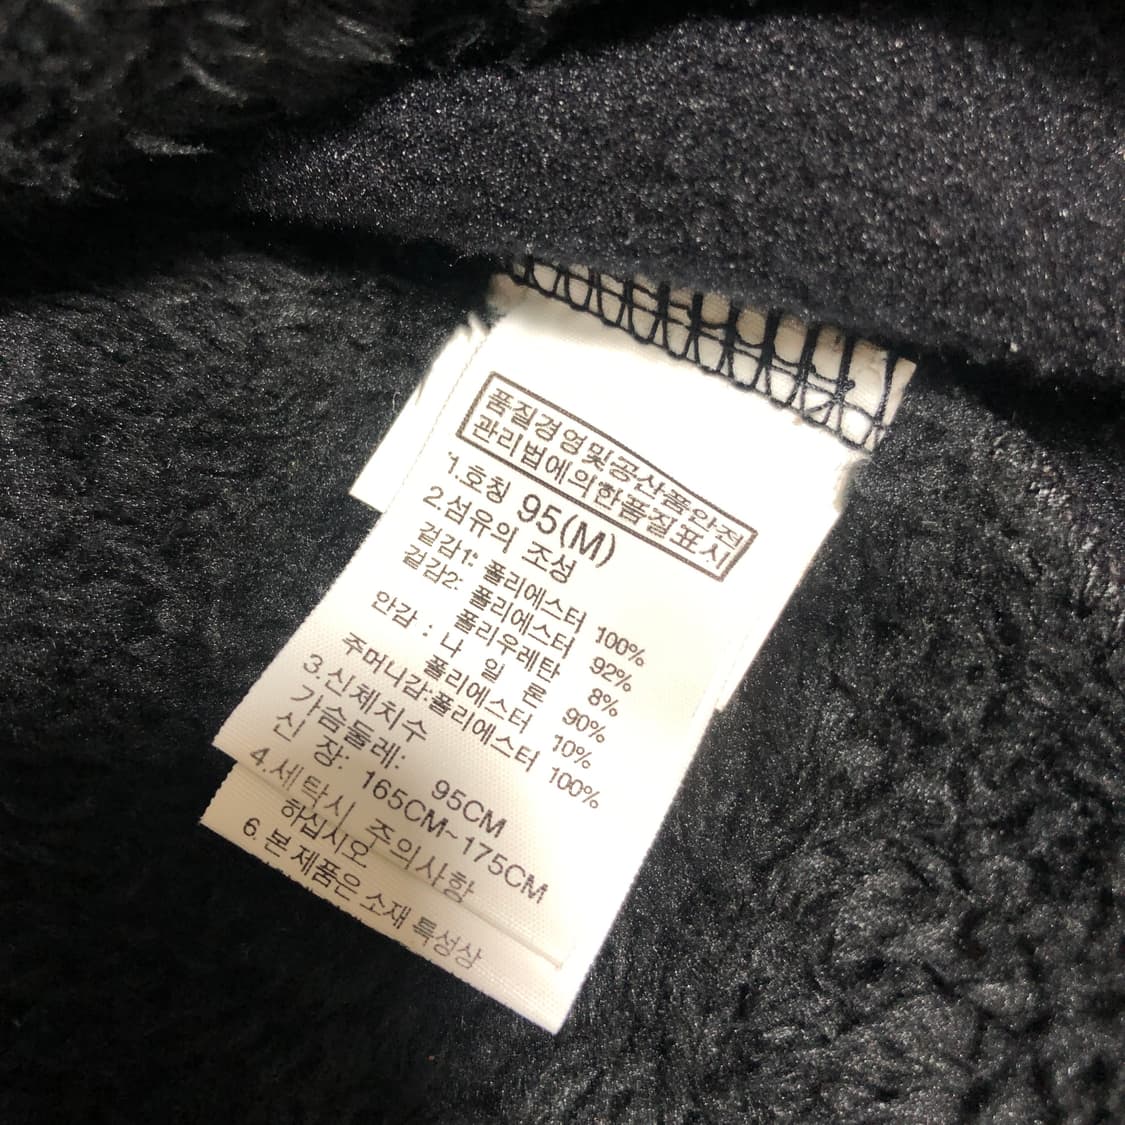 품질경영및공산품안전
관리법에의한품질표시
1.호칭 95(M)
2.섬유의 조성
겉감1: 폴리에스터 100%
겉감2: 폴리에스터 92%
폴리우레탄 8%
안감 : 나 일 론 90%
폴리에스터 10%
주머니감:폴리에스터 100%
3.신체치수
가슴둘레: 95CM
신 장: 165CM~175CM
4.세탁시 주의사항
하십시오
6.본 제품은 소재 특성상